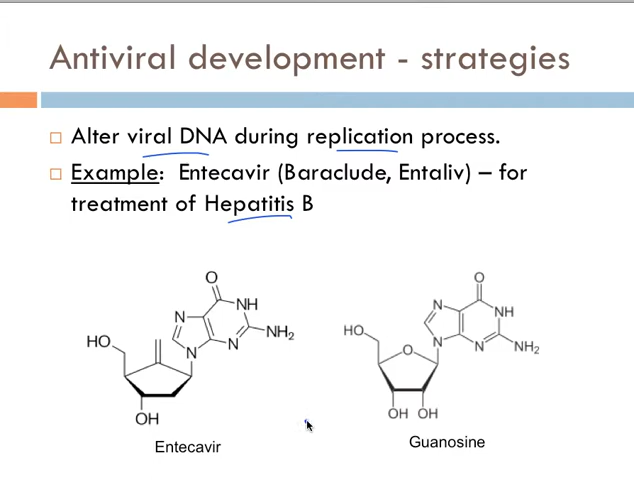 Antiviral development - strategies
Alter viral DNA during replication process.
Example: Entecavir (Baraclude, Entaliv) – for
treatment of Hepatitis B
O
N
NH
HO
N
N
NH2
OH
Entecavir
O
N
NH
HO
O
N
N
NH2
OH OH
Guanosine